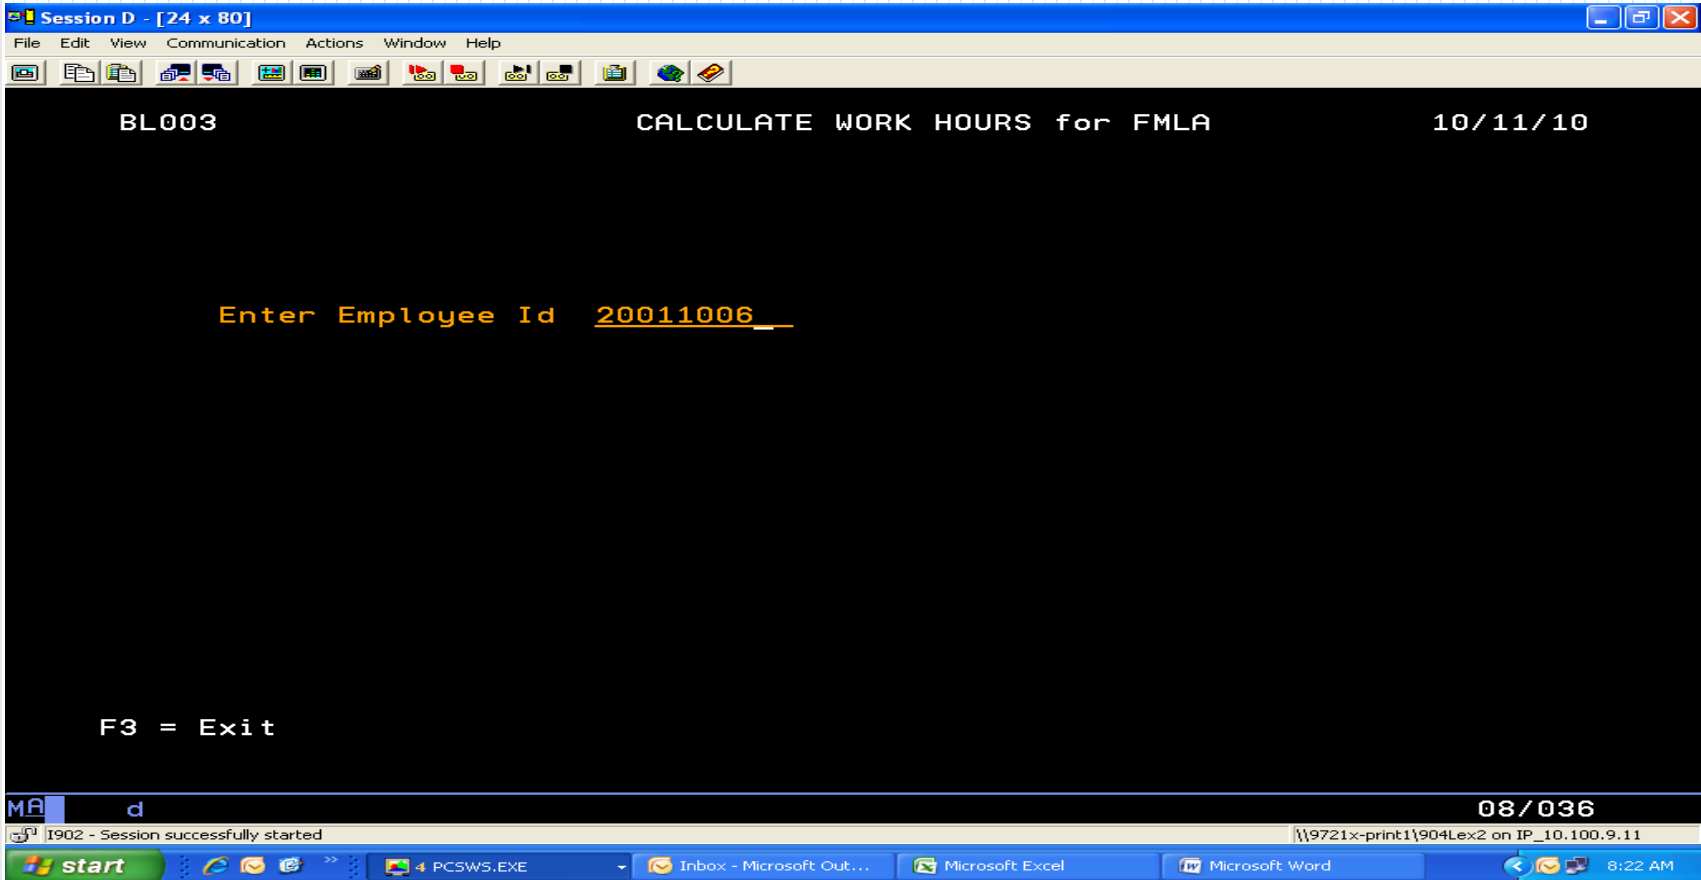 Session D - [24 x 80]
File Edit View Communication Actions Window Help
BL003 CALCULATE WORK HOURS for FMLA 10/11/10
Enter Employee Id 20011006
F3 = Exit
MA d 08/036
I902 - Session successfully started \\9721x-print1\904Lex2 on IP_10.100.9.11
start 4 PCSWS.EXE Inbox - Microsoft Out... Microsoft Excel Microsoft Word 8:22 AM